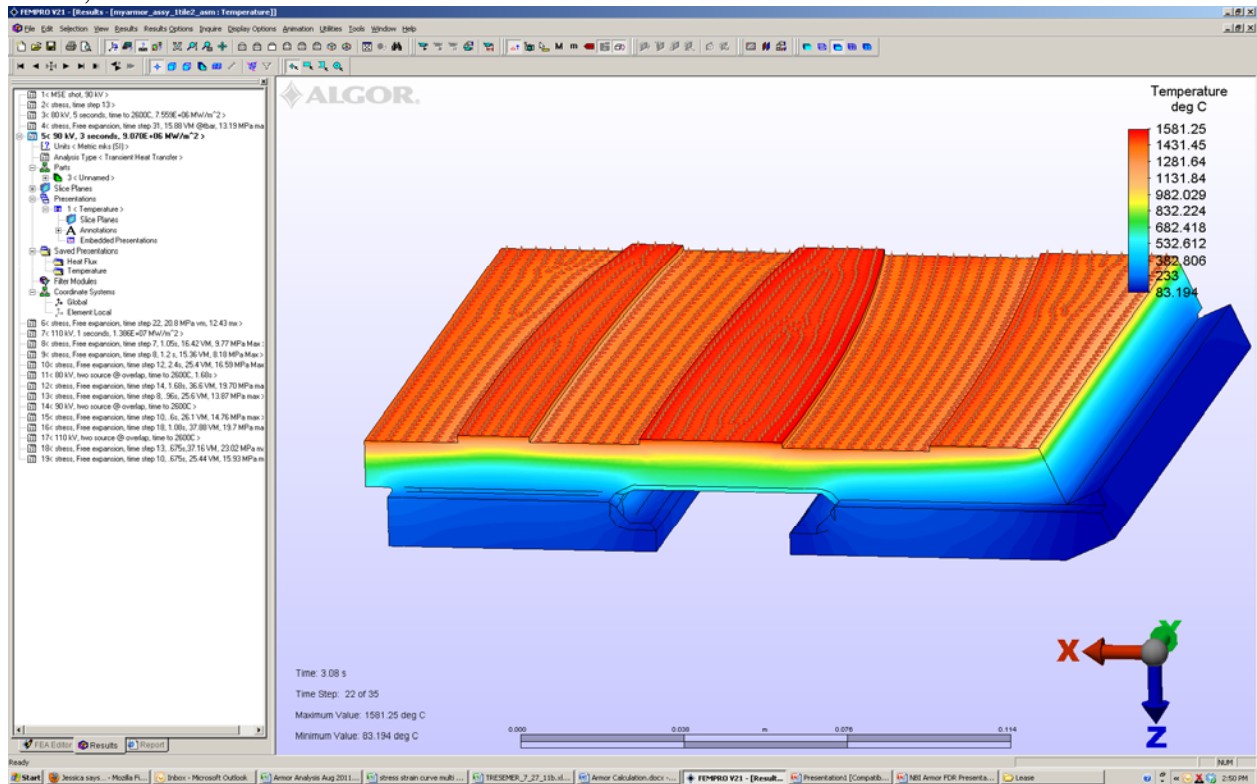 FEMPRO V21 - [Results - [myarmor_assy_1tile2_asm : Temperature]]
File Edit Selection View Results Results Options Inquire Display Options Animation Utilities Tools Window Help
1< MSE shot, 90 kV >
2< stress, time step 13 >
3< 80 kV, 5 seconds, time to 2600C, 7.559E+06 MW/m^2 >
4< stress, Free expansion, time step 31, 15.88 VM @tbar, 13.19 MPa ma
5< 90 kV, 3 seconds, 9.070E+06 MW/m^2 >
Units < Metric mks (SI) >
Analysis Type < Transient Heat Transfer >
Parts
3 < Unnamed >
Slice Planes
Presentations
1 < Temperature >
Slice Planes
Annotations
Embedded Presentations
Saved Presentations
Heat Flux
Temperature
Filter Modules
Coordinate Systems
Global
Element Local
6< stress, Free expansion, time step 22, 20.8 MPa vm, 12.43 mx >
7< 110 kV, 1 seconds, 1.386E+07 MW/m^2 >
8< stress, Free expansion, time step 7, 1.05s, 16.42 VM, 9.77 MPa Max
9< stress, Free expansion, time step 8, 1.2 s, 15.36 VM, 8.18 MPa Max
10< stress, Free expansion, time step 12, 2.4s, 25.4 VM, 16.59 MPa Max
11< 80 kV, two source @ overlap, time to 2600C, 1.68s >
12< stress, Free expansion, time step 14, 1.68s, 36.6 VM, 19.70 MPa ma
13< stress, Free expansion, time step 8, .96s, 25.6 VM, 13.87 MPa max
14< 90 kV, two source @ overlap, time to 2600C >
15< stress, Free expansion, time step 10, .6s, 26.1 VM, 14.76 MPa max
16< stress, Free expansion, time step 18, 1.08s, 37.88 VM, 19.7 MPa ma
17< 110 kV, two source @ overlap, time to 2600C >
18< stress, Free expansion, time step 13, .675s, 37.16 VM, 23.02 MPa m
19< stress, Free expansion, time step 10, .675s, 25.44 VM, 15.93 MPa m
FEA Editor Results Report
ALGOR.
Temperature
deg C
1581.25
1431.45
1281.64
1131.84
982.029
832.224
682.418
532.612
382.806
233
83.194
X
Y
Z
Time: 3.08 s
Time Step: 22 of 35
Maximum Value: 1581.25 deg C
Minimum Value: 83.194 deg C
0.000 0.038 m 0.076 0.114
Ready
NUM
Start Jessica says... - Mozilla Fi... Inbox - Microsoft Outlook Armor Analysis Aug 2011... stress strain curve multi ... TRESEMER_7_27_11b.xl... Armor Calculation.docx -... FEMPRO V21 - [Result... Presentation1 [Compatib... NBI Armor FDR Presenta... Lease 2:50 PM